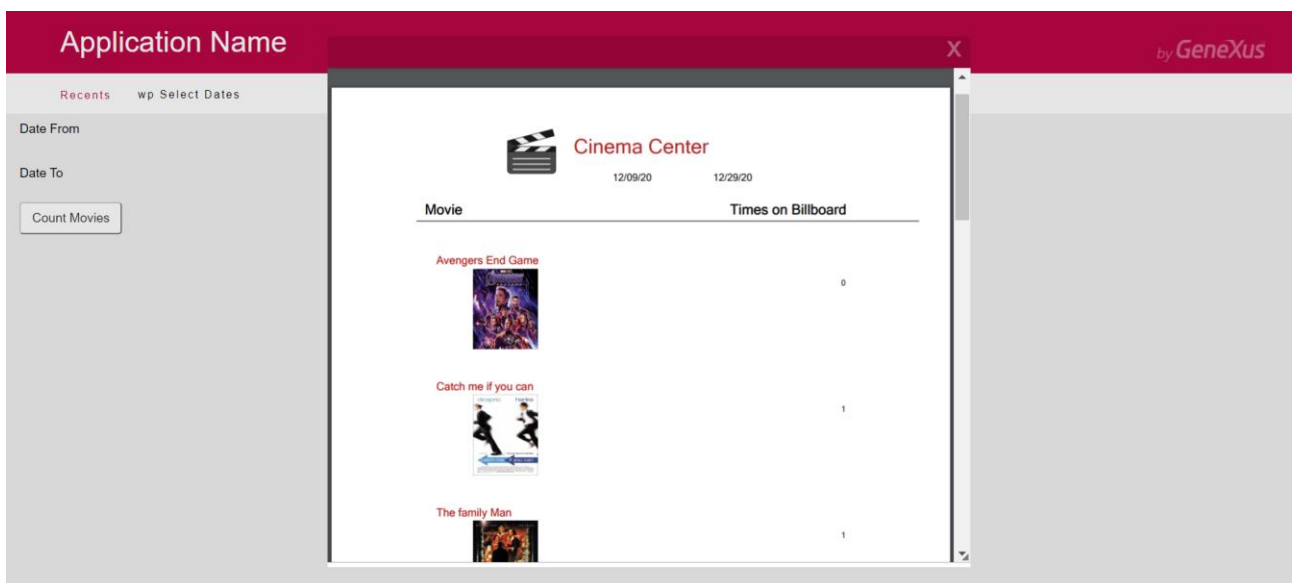 Application Name
X
by GeneXus
Recents wp Select Dates
Date From
Date To
Count Movies
Cinema Center
12/09/20 12/29/20
Movie Times on Billboard
Avengers End Game
0
Catch me if you can
1
The family Man
1